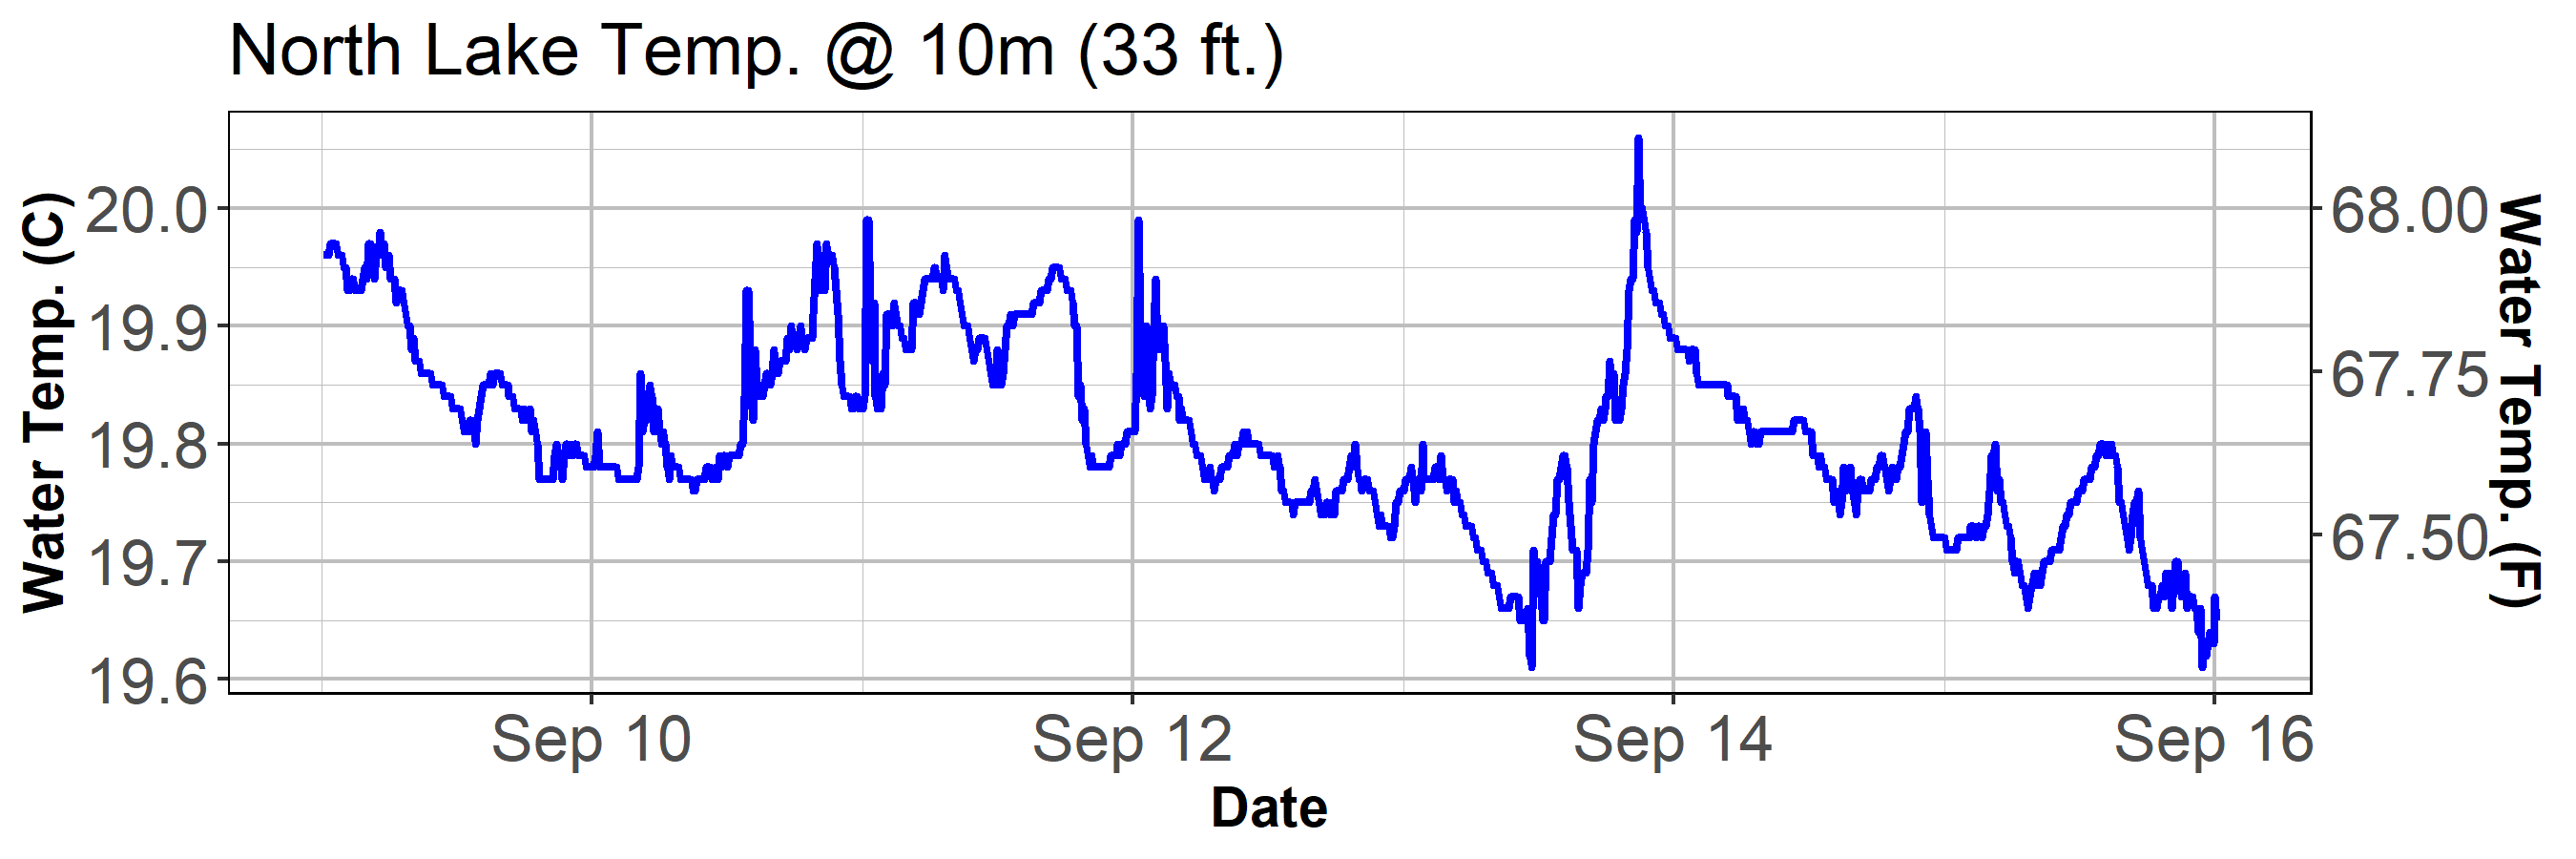 North Lake Temp. @ 10m (33 ft.)
Water Temp. (C)
20.0
19.9
19.8
19.7
19.6
68.00
67.75
67.50
Water Temp. (F)
Sep 10
Sep 12
Sep 14
Sep 16
Date